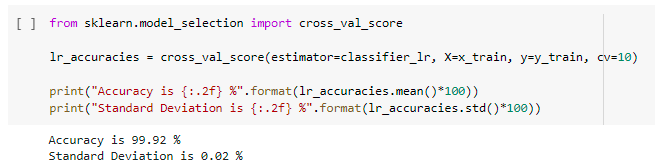 [ ] from sklearn.model_selection import cross_val_score
lr_accuracies = cross_val_score(estimator=classifier_lr, X=x_train, y=y_train, cv=10)
print("Accuracy is {:.2f} %".format(lr_accuracies.mean()*100))
print("Standard Deviation is {:.2f} %".format(lr_accuracies.std()*100))
Accuracy is 99.92 %
Standard Deviation is 0.02 %